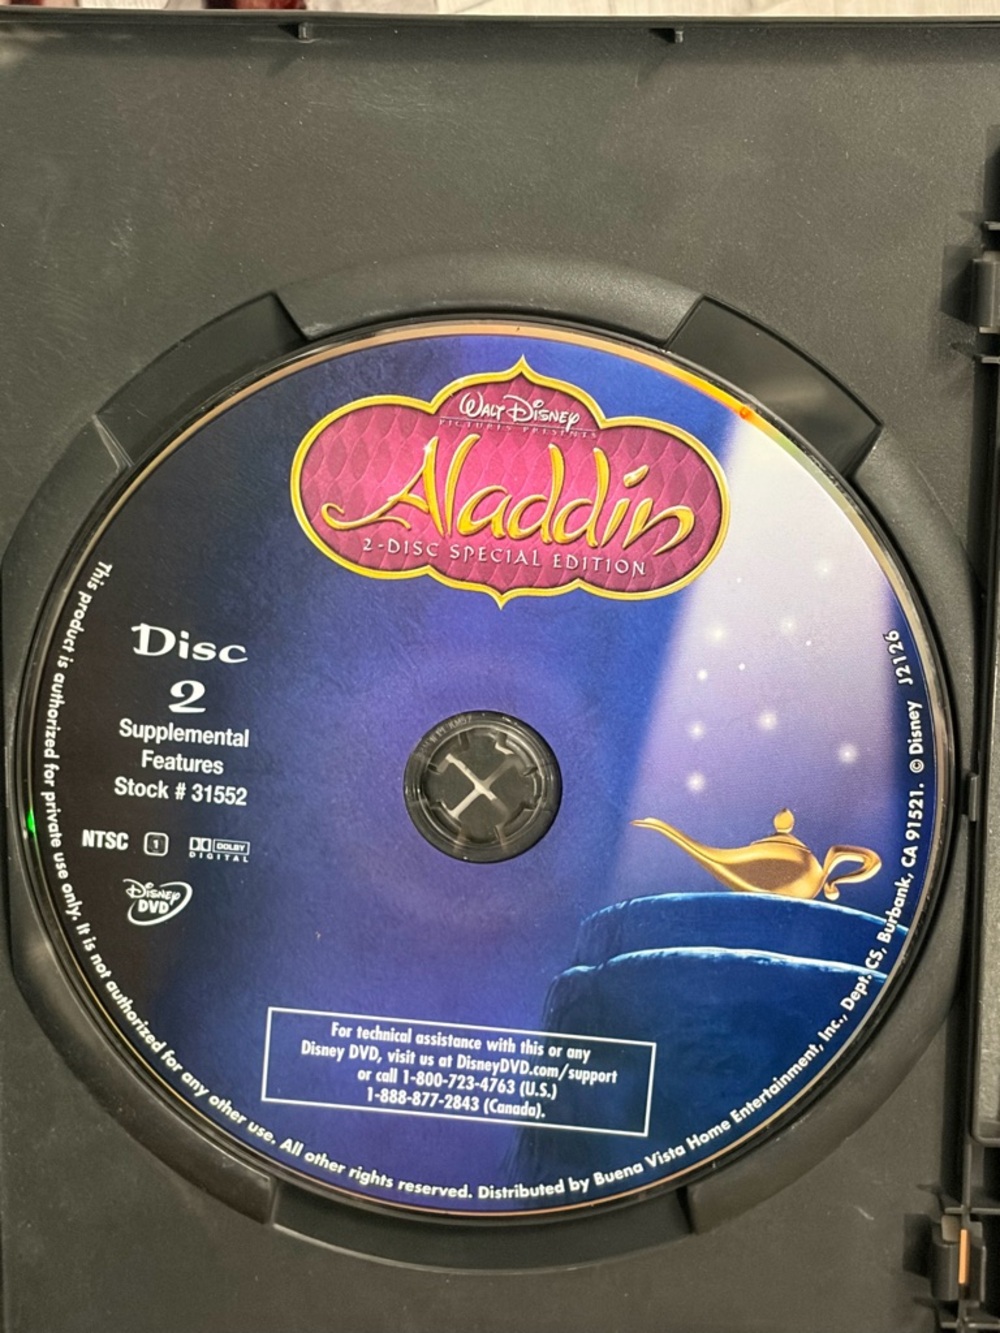 WALT DISNEY
PICTURES PRESENTS
Aladdin
2-DISC SPECIAL EDITION
Disc
2
Supplemental
Features
Stock # 31552
NTSC 1 DOLBY
DIGITAL
DISNEY
DVD
For technical assistance with this or any
Disney DVD, visit us at DisneyDVD.com/support
or call 1-800-723-4763 (U.S.)
1-888-877-2843 (Canada).
This product is authorized for private use only. It is not authorized for any other use. All other rights reserved. Distributed by Buena Vista Home Entertainment, Inc., Dept. CS, Burbank, CA 91521. © Disney J2126